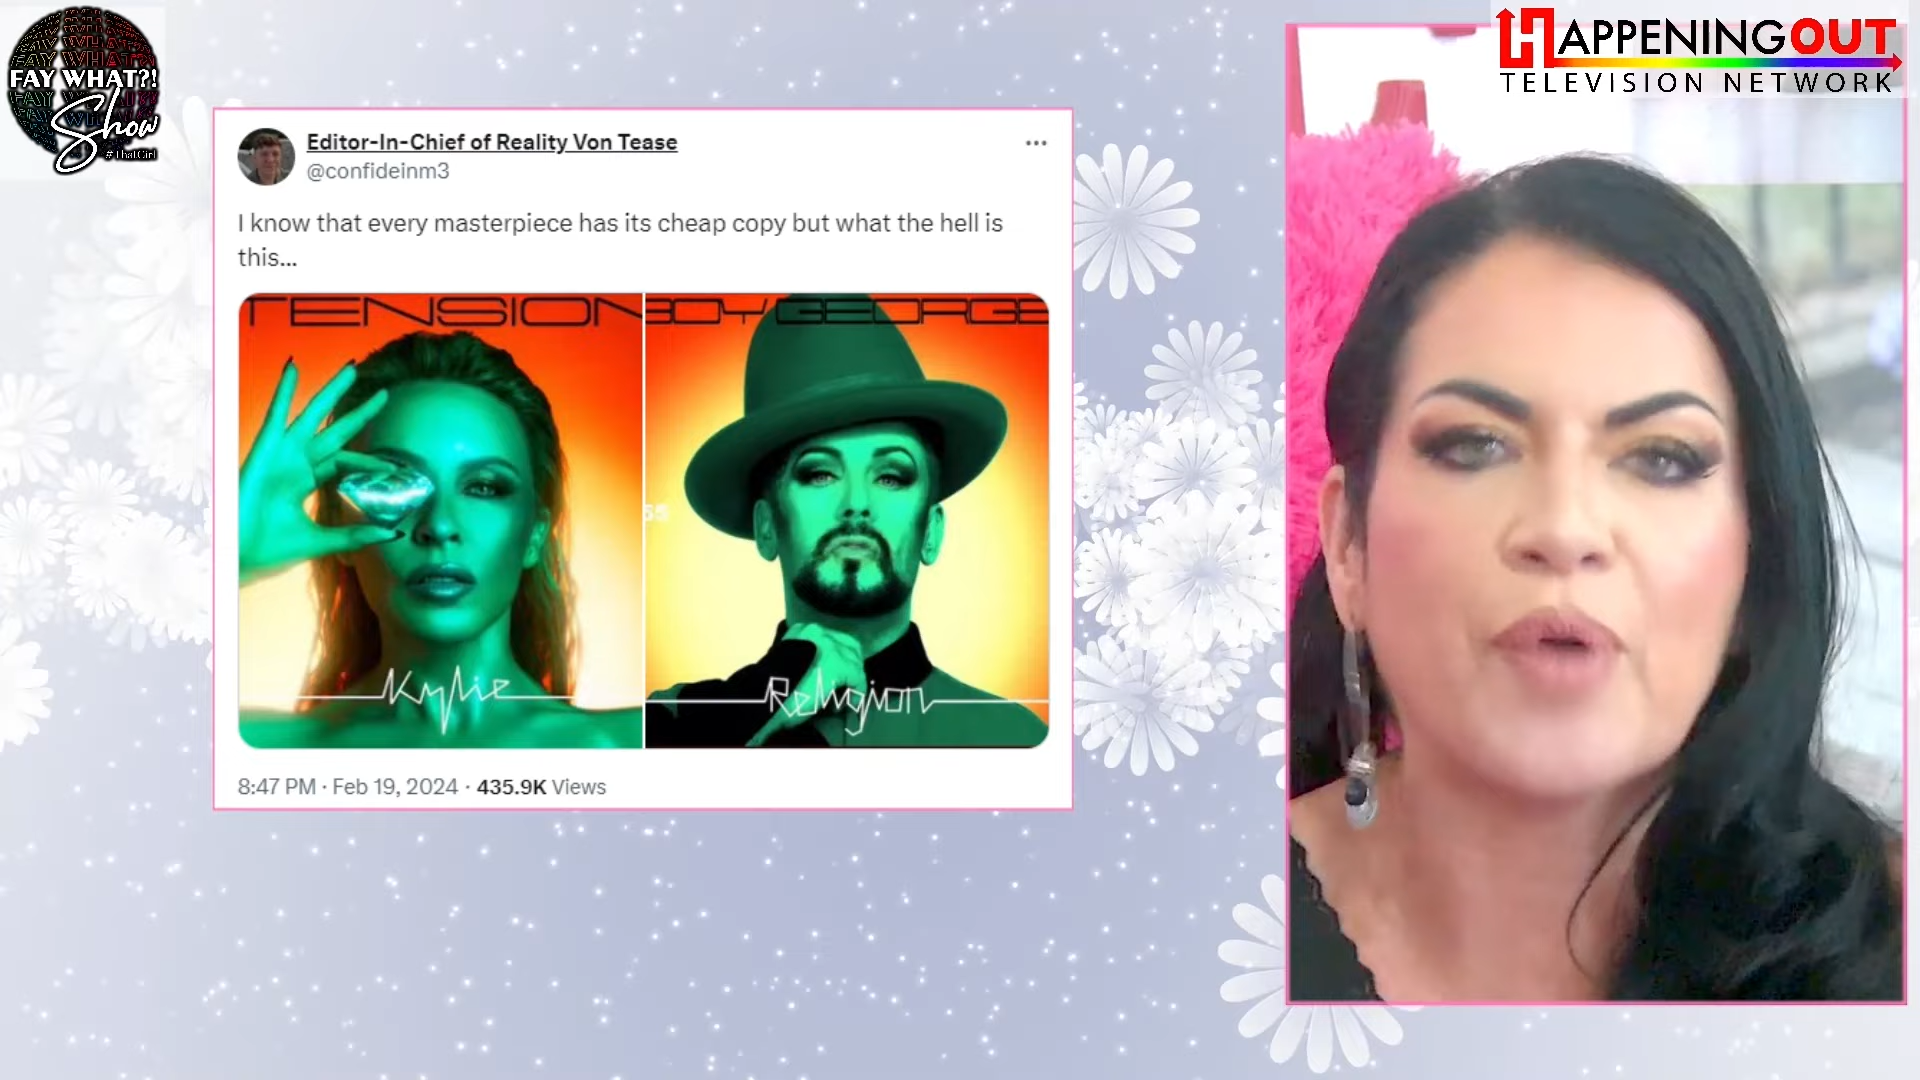 FAY WHAT?!
Show
#ThatGirl
HAPPENINGOUT
TELEVISION NETWORK
Editor-In-Chief of Reality Von Tease
@confideinm3
I know that every masterpiece has its cheap copy but what the hell is
this...
TENSION
BOY GEORGE
55
Kylie
Religion
8:47 PM · Feb 19, 2024 · 435.9K Views